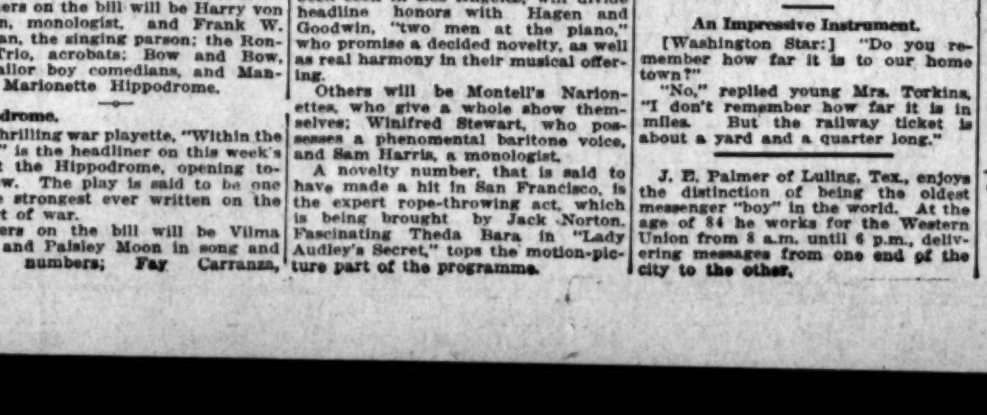 ers on the bill will be Harry von
n, monologist, and Frank W.
an, the singing parson; the Ron-
Trio, acrobats; Bow and Bow,
ailor boy comedians, and Man-
Marionette Hippodrome.
drome.
hrilling war playette, "Within the
" is the headliner on this week's
t the Hippodrome, opening to-
w. The play is said to be one
e strongest ever written on the
t of war.
ers on the bill will be Vilma
and Paisley Moon in song and
numbers; Fay Carranza,
headline honors with Hagen and
Goodwin, "two men at the piano,"
who promise a decided novelty, as well
as real harmony in their musical offer-
ing.
Others will be Montell's Narion-
ettes, who give a whole show them-
selves; Winifred Stewart, who pos-
sesses a phenomenal baritone voice,
and Sam Harris, a monologist.
A novelty number, that is said to
have made a hit in San Francisco, is
the expert rope-throwing act, which
is being brought by Jack Norton.
Fascinating Theda Bara in "Lady
Audley's Secret," tops the motion-pic-
ture part of the programme.
An Impressive Instrument.
[Washington Star:] "Do you re-
member how far it is to our home
town?"
"No," replied young Mrs. Torkins,
"I don't remember how far it is in
miles. But the railway ticket is
about a yard and a quarter long."
J. E. Palmer of Luling, Tex., enjoys
the distinction of being the oldest
messenger "boy" in the world. At the
age of 84 he works for the Western
Union from 8 a.m. until 6 p.m., deliv-
ering messages from one end of the
city to the other.